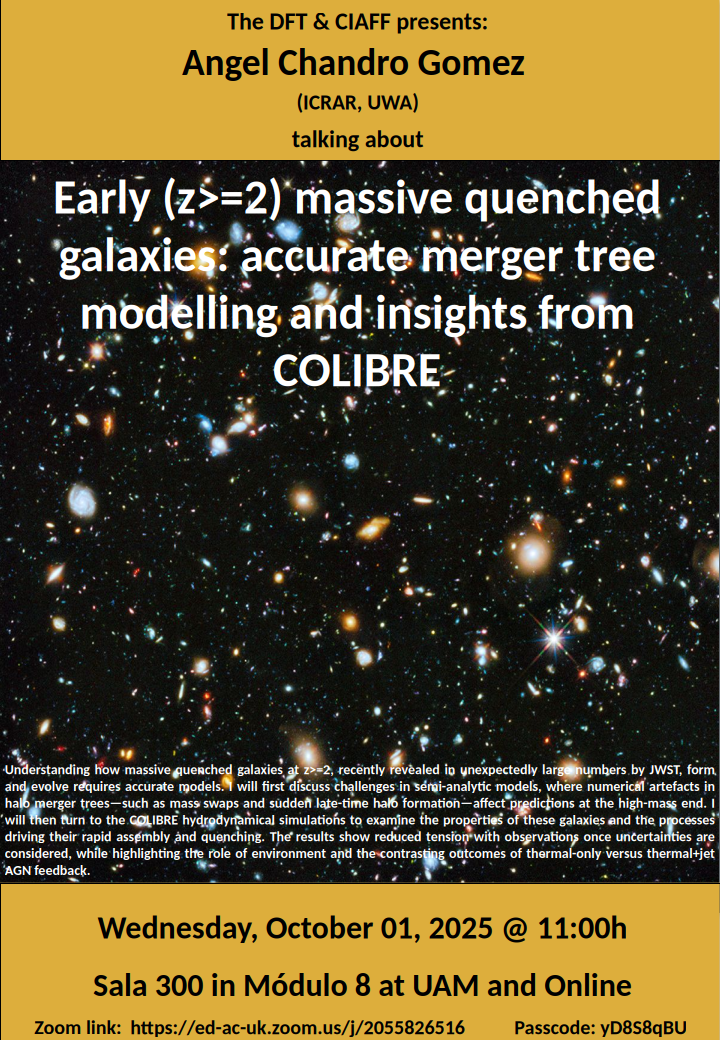 The DFT & CIAFF presents:
Angel Chandro Gomez
(ICRAR, UWA)
talking about
Early (z>=2) massive quenched
galaxies: accurate merger tree
modelling and insights from
COLIBRE
Understanding how massive quenched galaxies at z>=2, recently revealed in unexpectedly large numbers by JWST, form
and evolve requires accurate models. I will first discuss challenges in semi-analytic models, where numerical artefacts in
halo merger trees—such as mass swaps and sudden late-time halo formation—affect predictions at the high-mass end. I
will then turn to the COLIBRE hydrodynamical simulations to examine the properties of these galaxies and the processes
driving their rapid assembly and quenching. The results show reduced tension with observations once uncertainties are
considered, while highlighting the role of environment and the contrasting outcomes of thermal-only versus thermal+jet
AGN feedback.
Wednesday, October 01, 2025 @ 11:00h
Sala 300 in Módulo 8 at UAM and Online
Zoom link: https://ed-ac-uk.zoom.us/j/2055826516 Passcode: yD8S8qBU